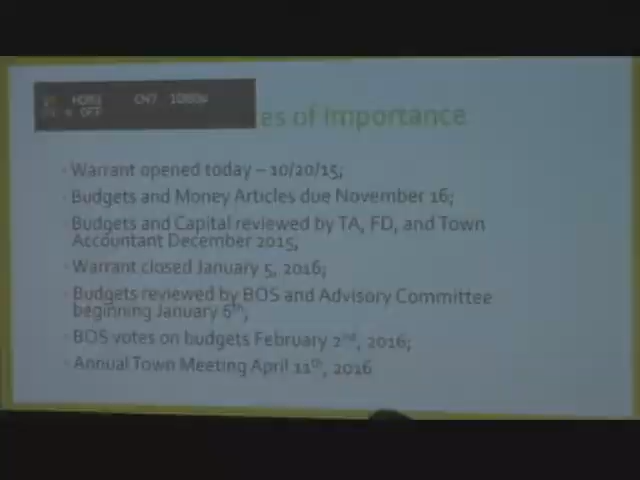 of Importance
Warrant opened today – 10/20/15;
Budgets and Money Articles due November 16;
Budgets and Capital reviewed by TA, FD, and Town
Accountant December 2015,
Warrant closed January 5, 2016;
Budgets reviewed by BOS and Advisory Committee
beginning January 6th,
BOS votes on budgets February 2nd, 2016;
Annual Town Meeting April 11th, 2016